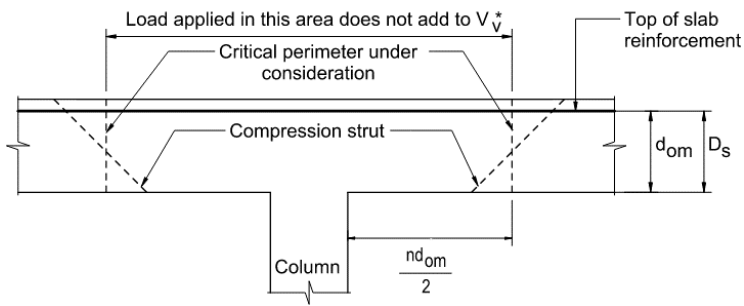 Load applied in this area does not add to V*v
Critical perimeter under
consideration
Top of slab
reinforcement
Compression strut
dom
Ds
Column
ndom
2